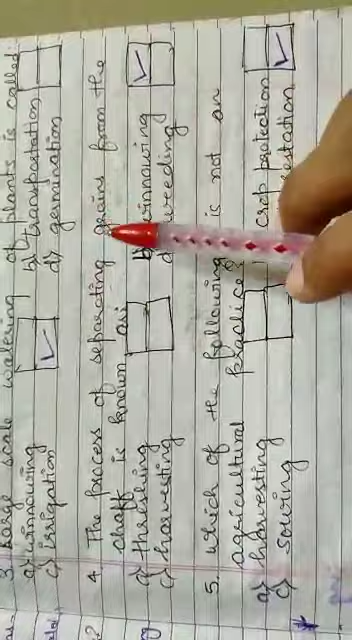 3. Large scale watering of plants is called
a) winnowing b) transportation
c) irrigation d) germination
4. The process of separating grains from the
chaff is known as
a) threshing b) winnowing
c) harvesting d) weeding
5. which of the following is not an
agricultural practice
a) harvesting crop protection
c) sowing